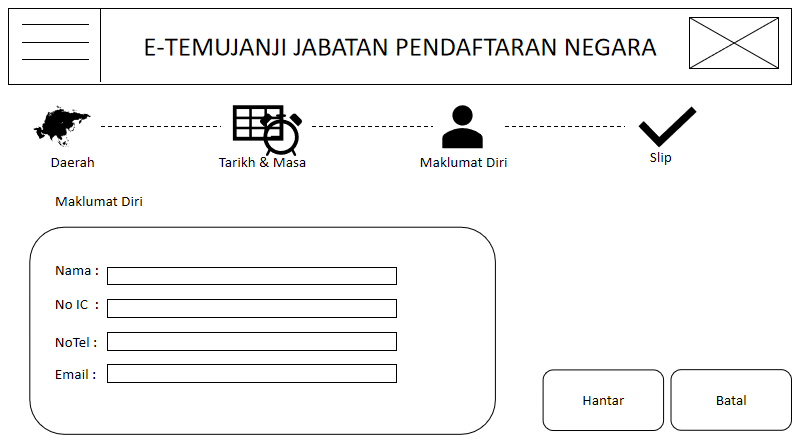 E-TEMUJANJI JABATAN PENDAFTARAN NEGARA
Daerah
Tarikh & Masa
Maklumat Diri
Slip
Maklumat Diri
Nama :
No IC :
NoTel :
Email :
Hantar
Batal